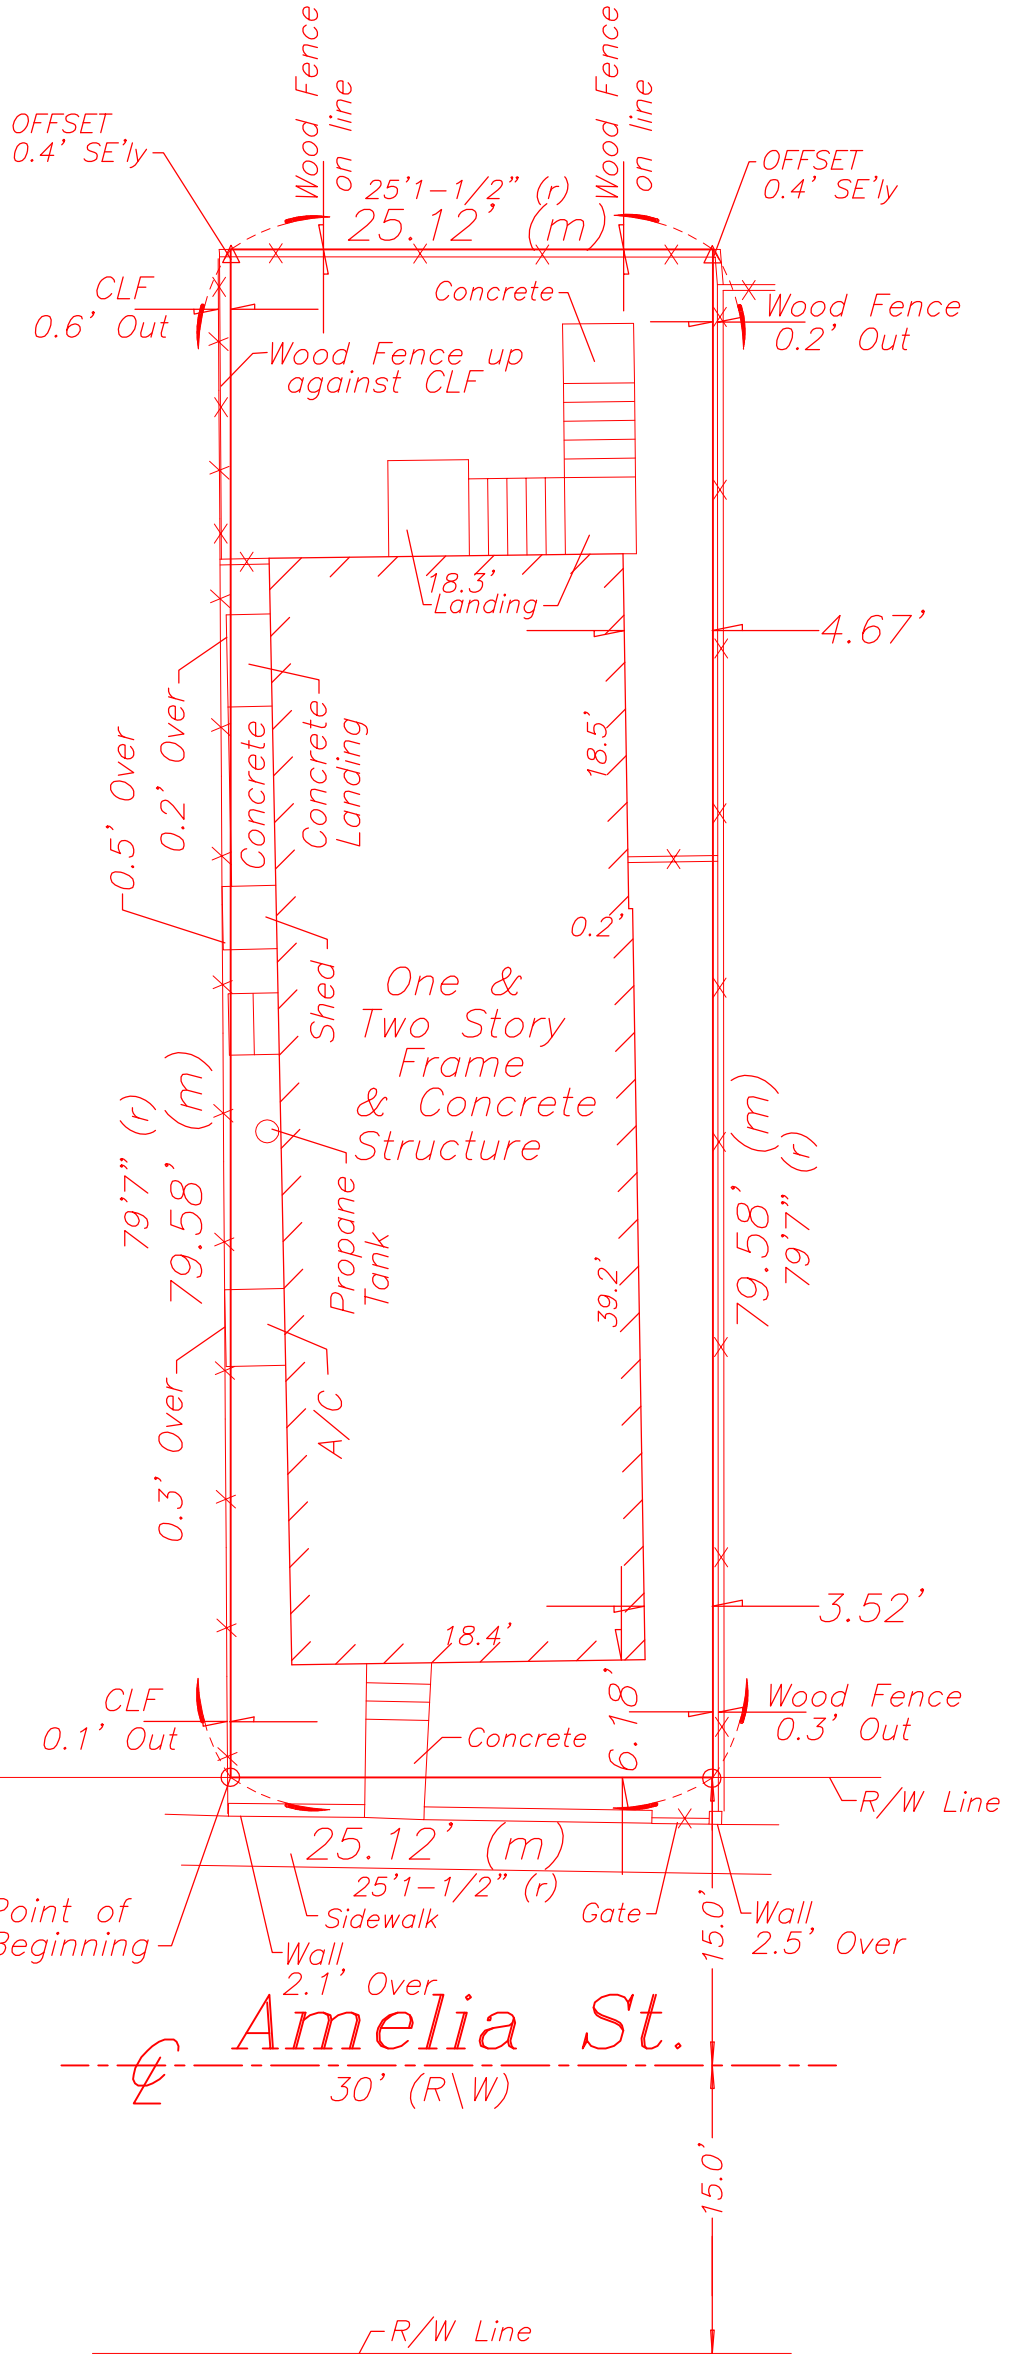 Wood Fence
on line
Wood Fence
on line
OFFSET
0.4' SE'ly
OFFSET
0.4' SE'ly
25'1-1/2" (r)
25.12' (m)
CLF
0.6' Out
Concrete
Wood Fence
0.2' Out
Wood Fence up
against CLF
18.3'
Landing
4.67'
0.5' Over
0.2' Over
Concrete
Concrete
Landing
18.5'
0.2'
Shed
One &
Two Story
Frame
& Concrete
Structure
79'7" (r)
79.58' (m)
79.58' (m)
79'7" (r)
Propane
Tank
39.2'
0.3' Over
A/C
3.52'
18.4'
CLF
0.1' Out
6.18'
Wood Fence
0.3' Out
Concrete
R/W Line
25.12' (m)
25'1-1/2" (r)
Point of
Beginning
Sidewalk
Gate
15.0'
Wall
2.5' Over
Wall
2.1' Over
Amelia St.
℄
30' (R\W)
15.0'
R/W Line